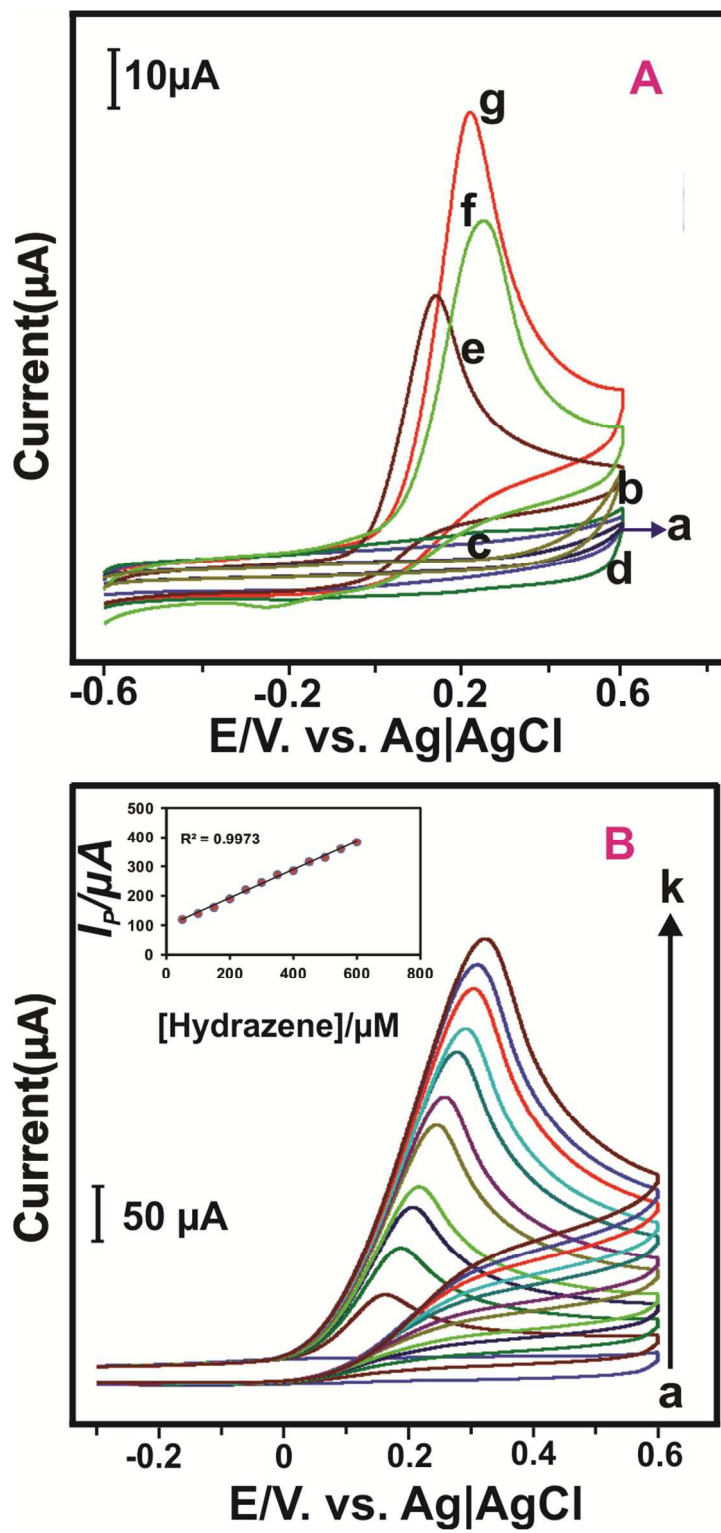 10µA
A
g
f
e
b
a
c
d
Current(µA)
-0.6
-0.2
0.2
0.6
E/V. vs. Ag|AgCl
B
500
400
300
200
100
0
R² = 0.9973
I_P/µA
0
200
400
600
800
[Hydrazene]/µM
k
50 µA
Current(µA)
a
-0.2
0
0.2
0.4
0.6
E/V. vs. Ag|AgCl